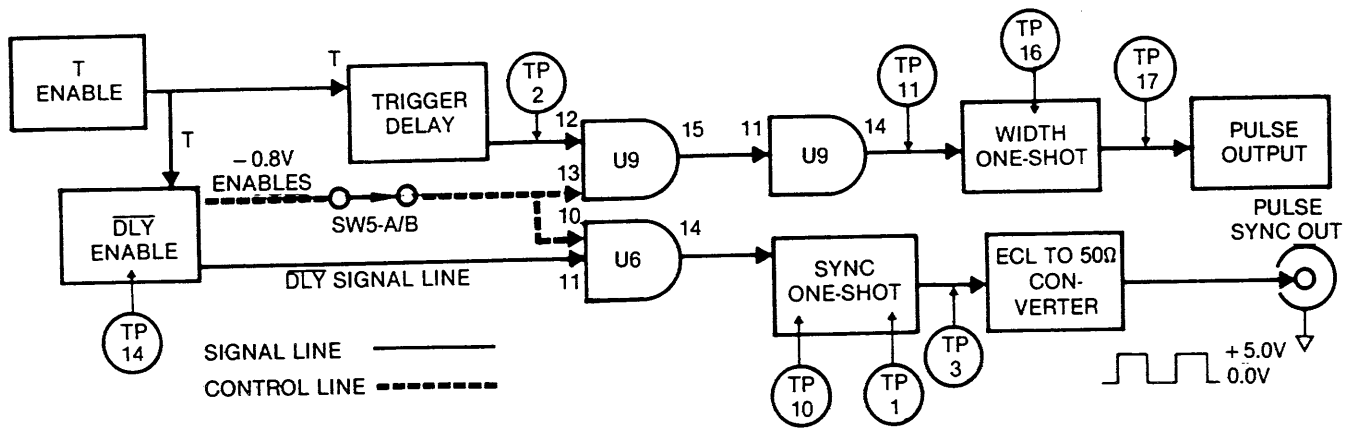 T
ENABLE
T
T
TRIGGER
DELAY
TP
2
12
13
U9
15
11
U9
14
TP
11
TP
16
WIDTH
ONE-SHOT
TP
17
PULSE
OUTPUT
PULSE
SYNC OUT
-0.8V
ENABLES
SW5-A/B
D̅L̅Y̅
ENABLE
D̅L̅Y̅ SIGNAL LINE
10
11
U6
14
SYNC
ONE-SHOT
ECL TO 50Ω
CON-
VERTER
TP
14
TP
10
TP
1
TP
3
+5.0V
0.0V
SIGNAL LINE
CONTROL LINE